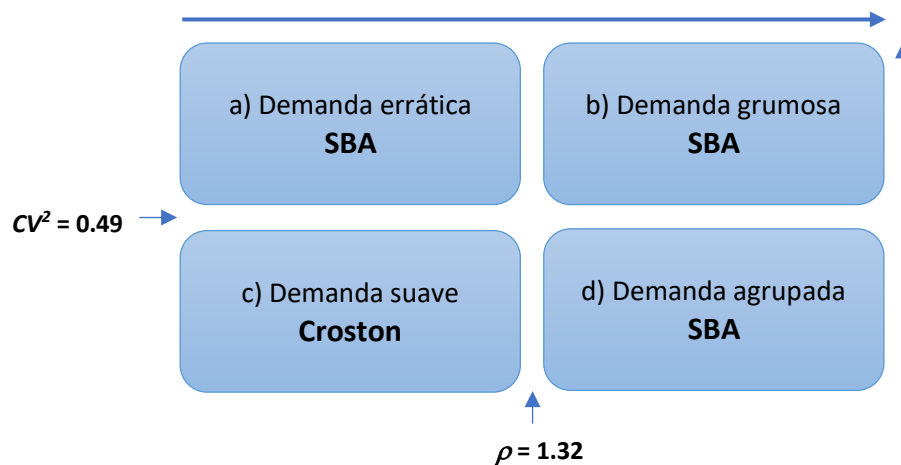 a) Demanda errática
SBA
b) Demanda grumosa
SBA
CV² = 0.49
c) Demanda suave
Croston
d) Demanda agrupada
SBA
ρ = 1.32